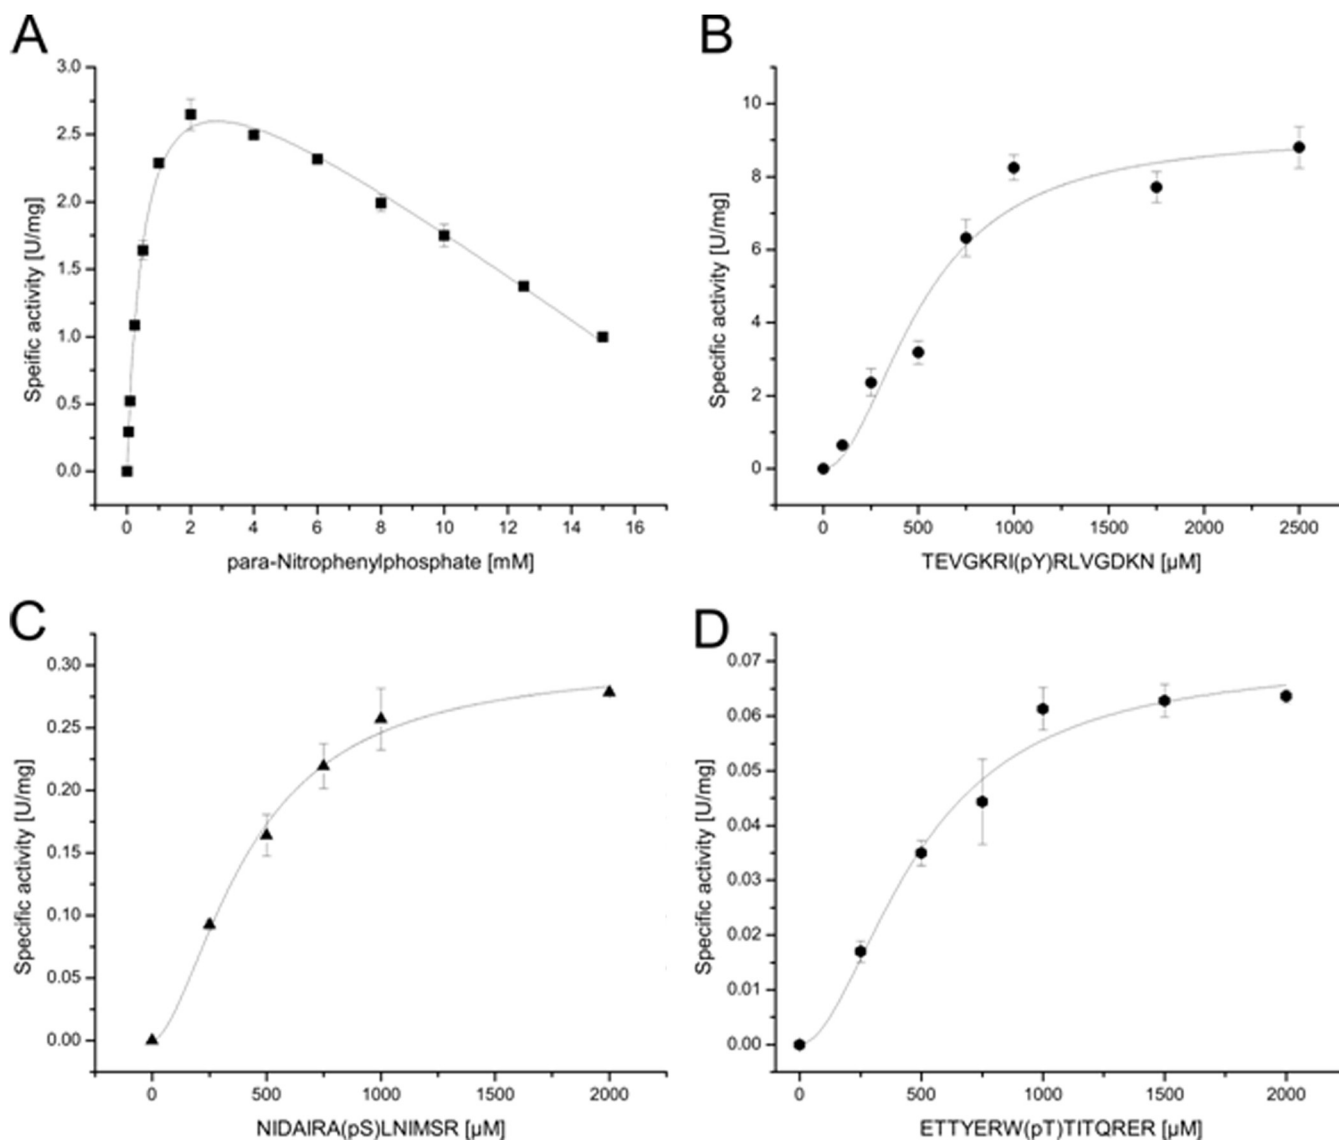 A
3.0
2.5
2.0
1.5
1.0
0.5
0.0
Speific activity [U/mg]
0 2 4 6 8 10 12 14 16
para-Nitrophenylphosphate [mM]
B
10
8
6
4
2
0
Specific activity [U/mg]
0 500 1000 1500 2000 2500
TEVGKRI(pY)RLVGDKN [µM]
C
0.30
0.25
0.20
0.15
0.10
0.05
0.00
Specific activity [U/mg]
0 500 1000 1500 2000
NIDAIRA(pS)LNIMSR [µM]
D
0.07
0.06
0.05
0.04
0.03
0.02
0.01
0.00
Specific activity [U/mg]
0 500 1000 1500 2000
ETTYERW(pT)TITQRER [µM]